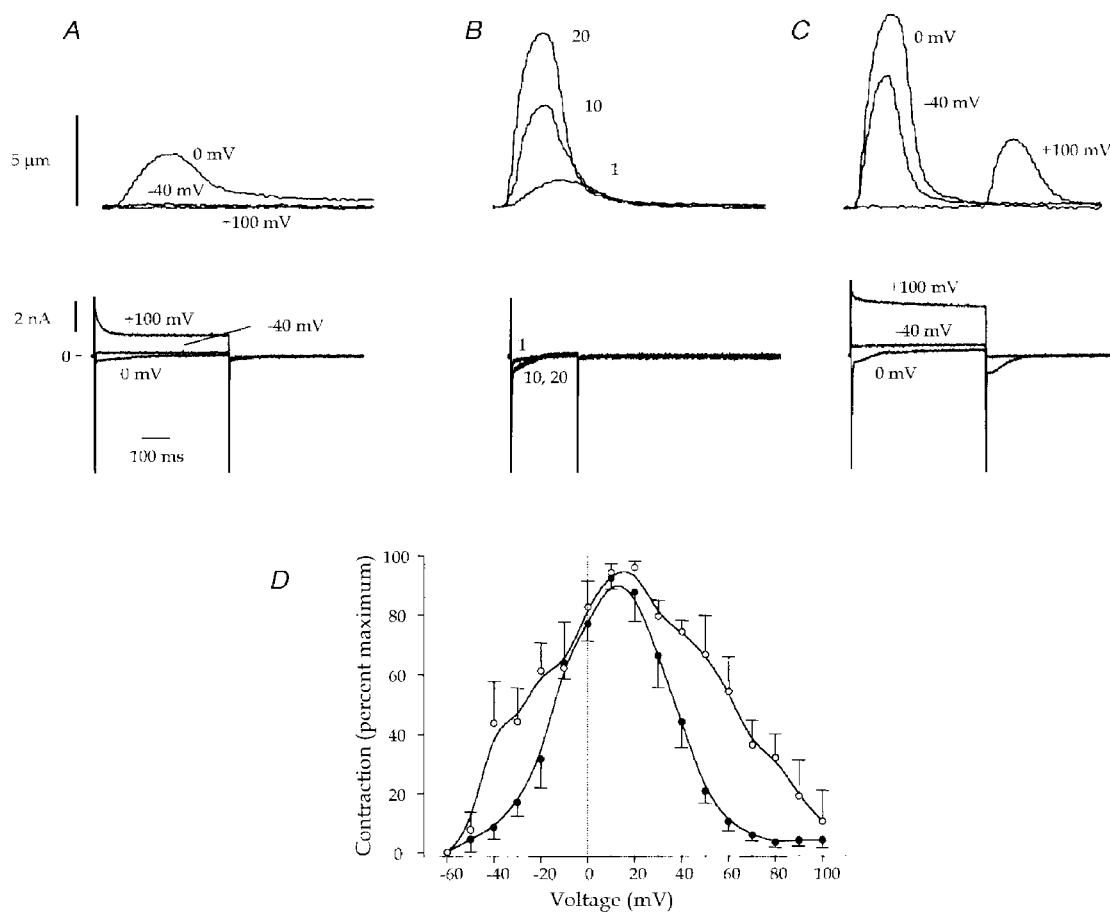 A
B
C
5 μm
0 mV
-40 mV
+100 mV
20
10
1
0 mV
-40 mV
+100 mV
2 nA
0
+100 mV
-40 mV
0 mV
100 ms
1
10, 20
+100 mV
-40 mV
0 mV
D
Contraction (percent maximum)
100
80
60
40
20
0
-60 -40 -20 0 20 40 60 80 100
Voltage (mV)